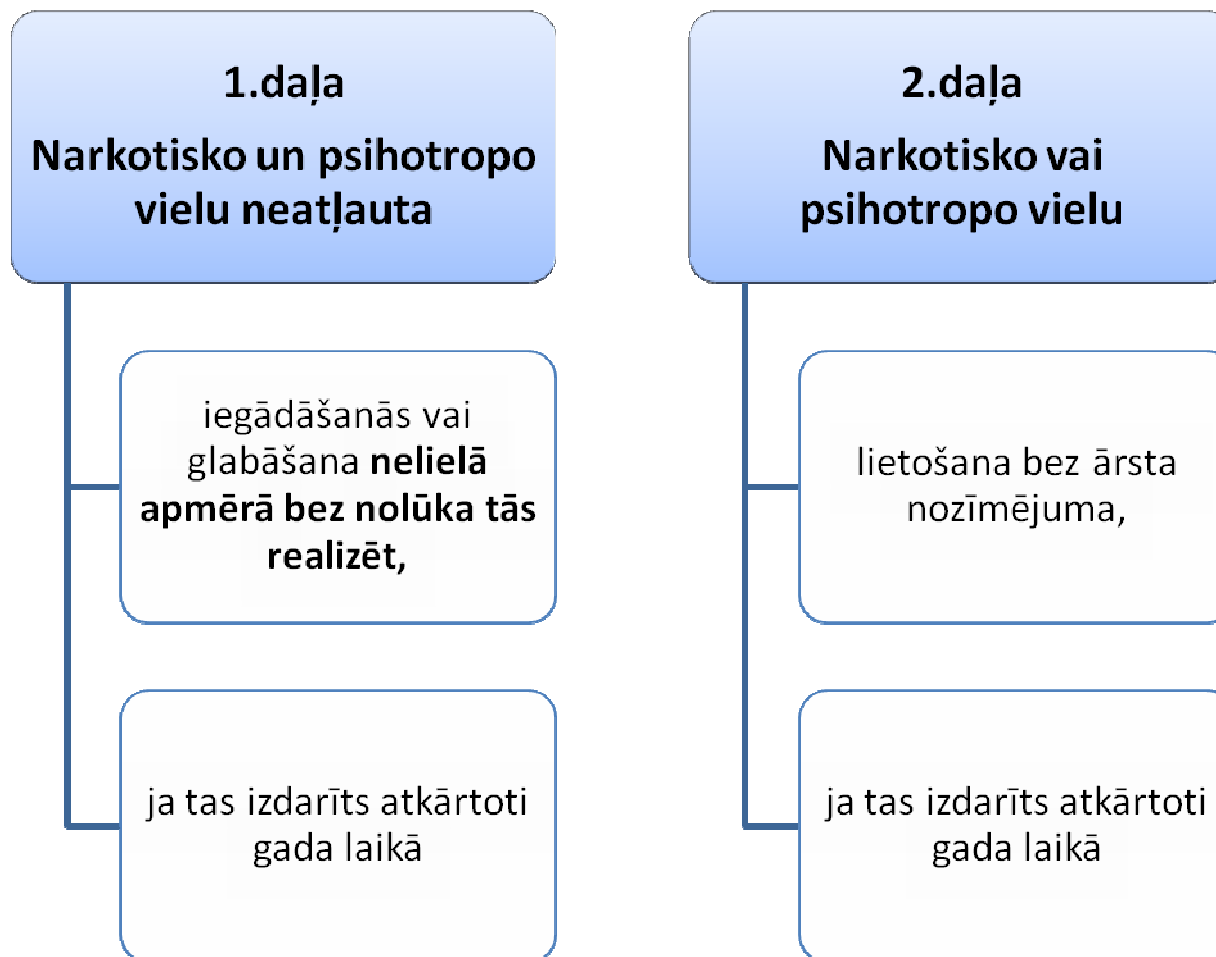 1.daļa
Narkotisko un psihotropo
vielu neatļauta
iegādāšanās vai
glabāšana nelielā
apmērā bez nolūka tās
realizēt,
ja tas izdarīts atkārtoti
gada laikā
2.daļa
Narkotisko vai
psihotropo vielu
lietošana bez ārsta
nozīmējuma,
ja tas izdarīts atkārtoti
gada laikā